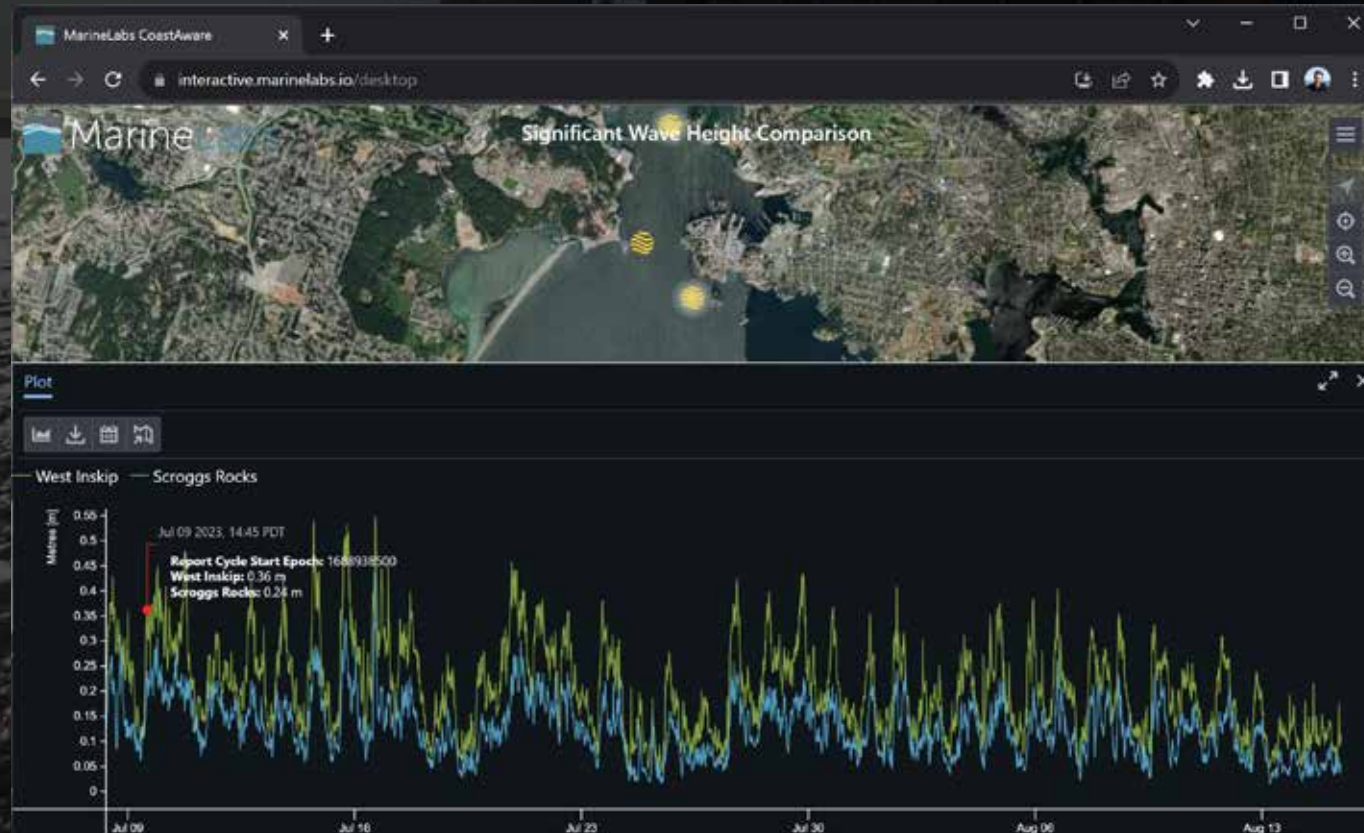 MarineLabs CoastAware
interactive.marinelabs.io/desktop
MarineLabs
Significant Wave Height Comparison
Plot
West Inskip
Scroggs Rocks
Metres [m]
0.55
0.5
0.45
0.4
0.35
0.3
0.25
0.2
0.15
0.1
0.05
0
Jul 09 2023, 14:45 PDT
Report Cycle Start Epoch: 1688938500
West Inskip: 0.36 m
Scroggs Rocks: 0.24 m
Jul 09
Jul 16
Jul 23
Jul 30
Aug 06
Aug 13